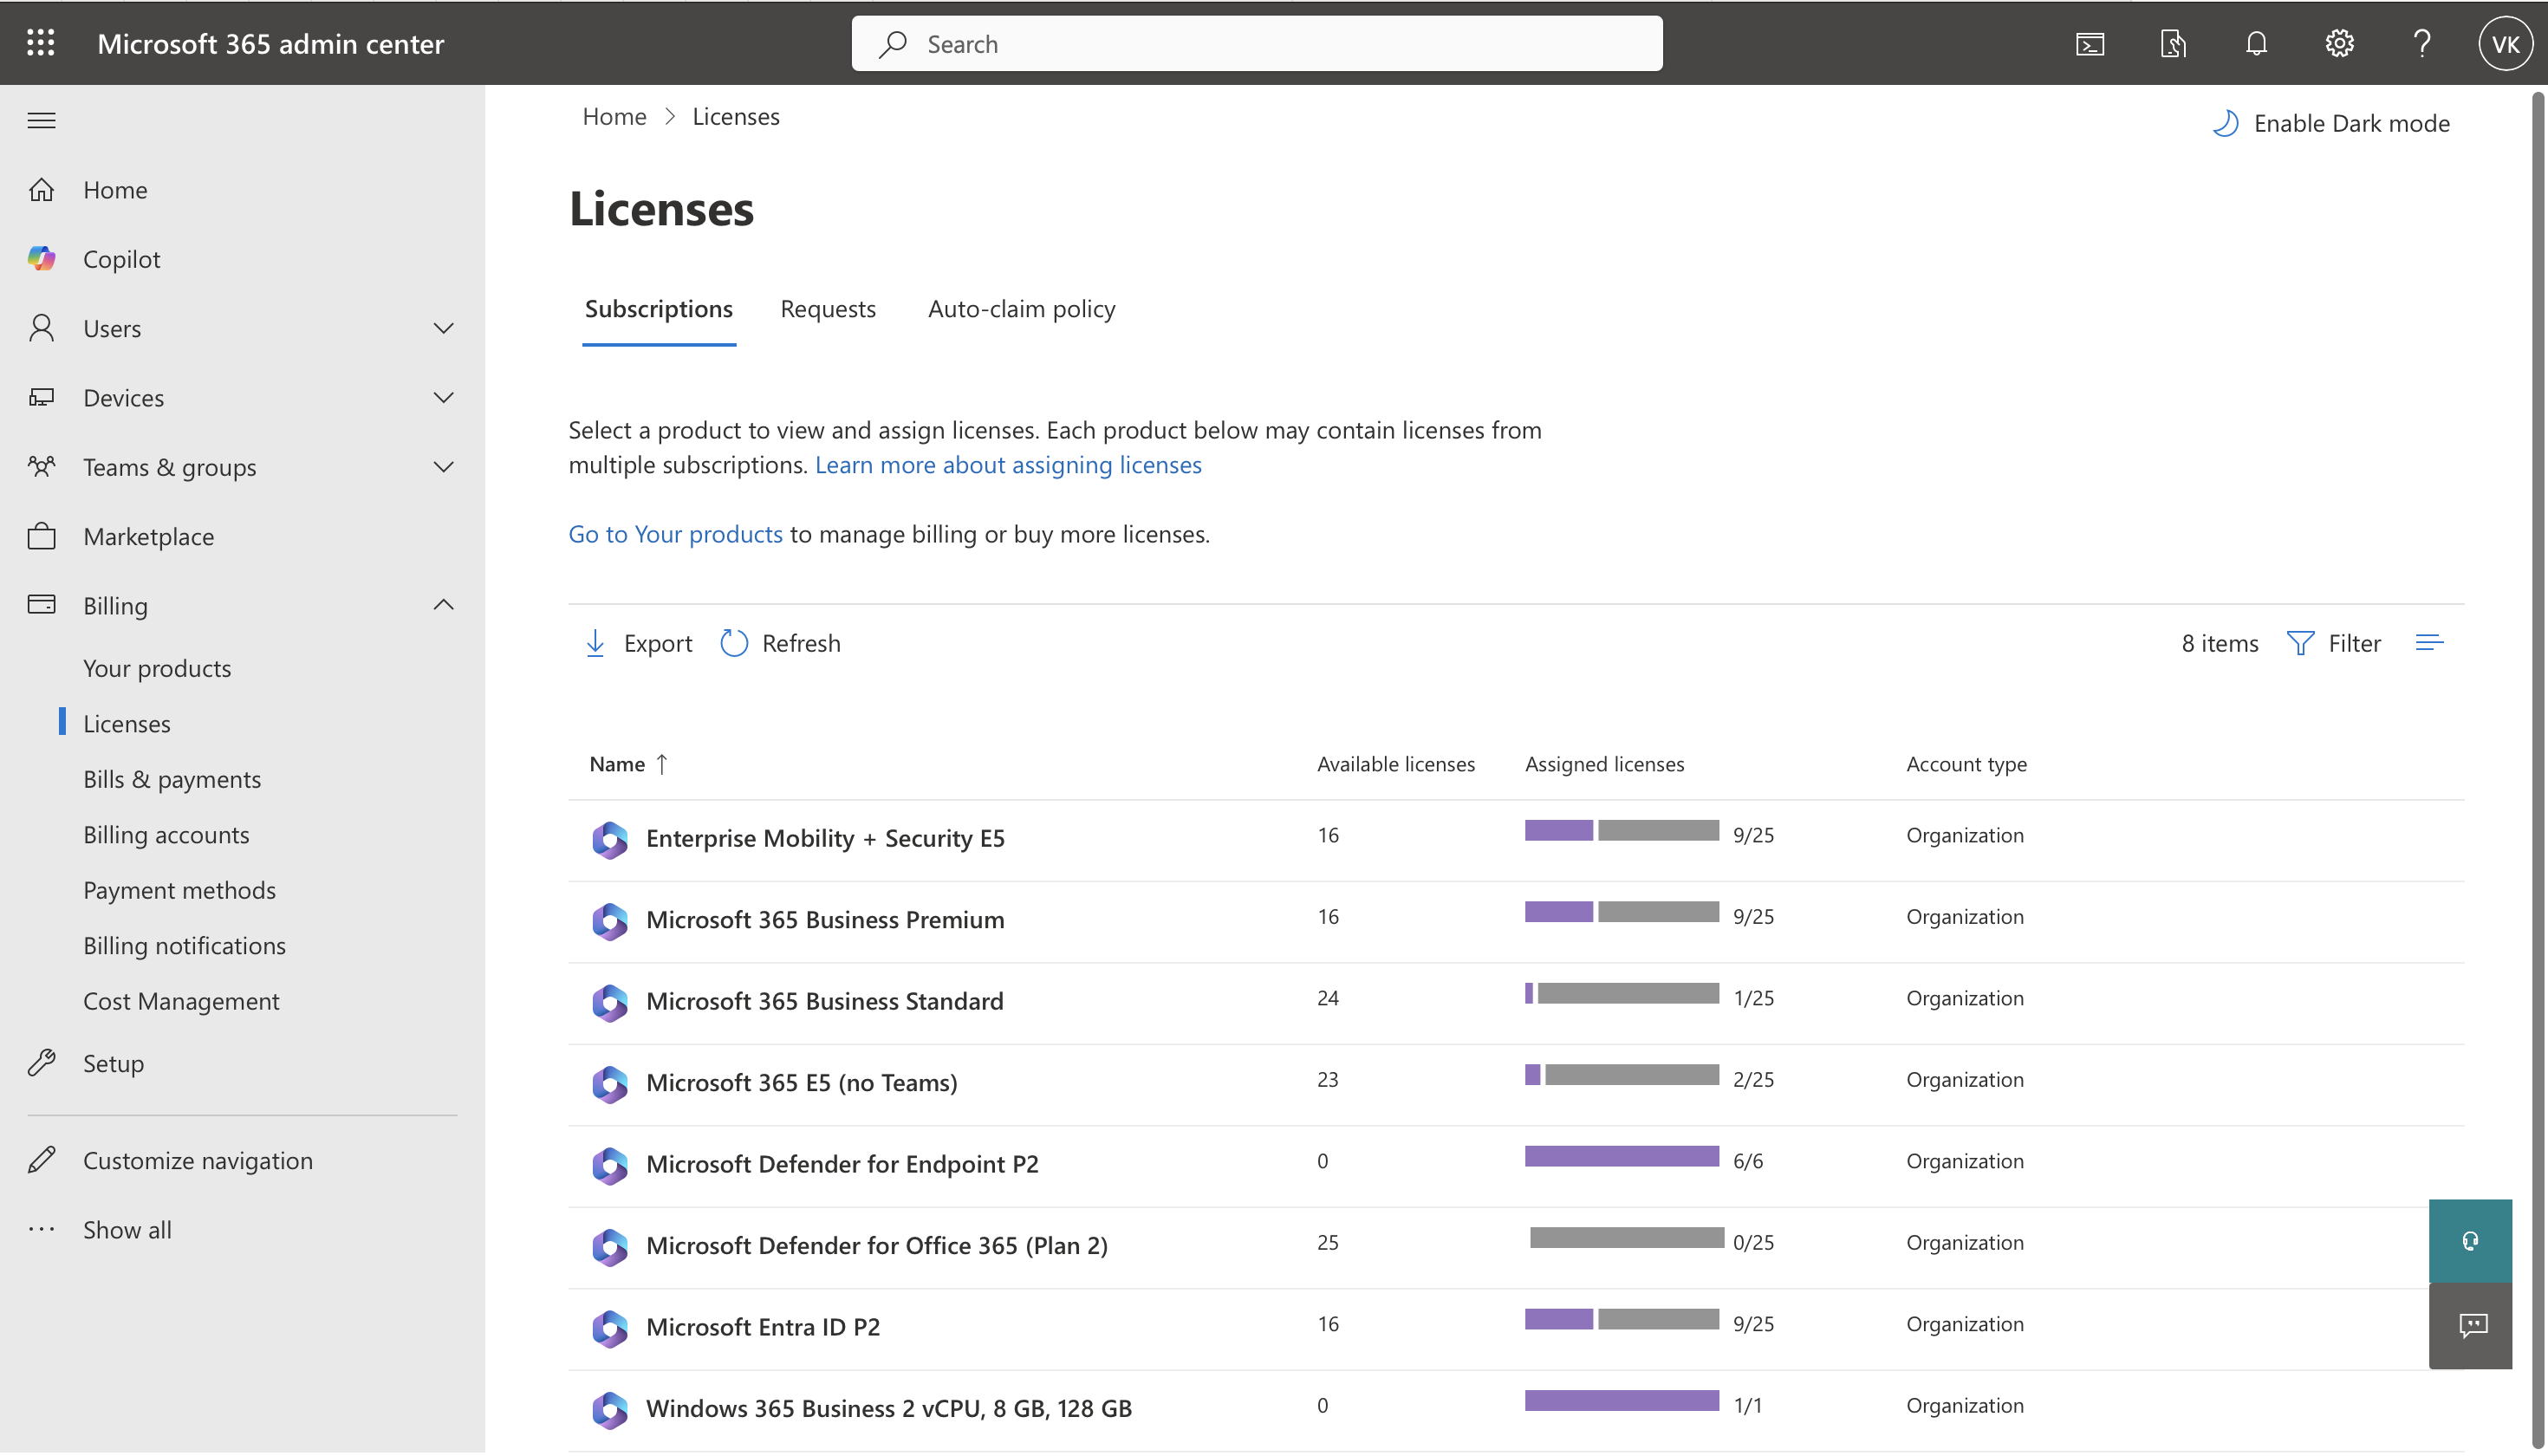 Microsoft 365 admin center
Search
VK
Home > Licenses
Enable Dark mode
Home
Copilot
Users
Devices
Teams & groups
Marketplace
Billing
Your products
Licenses
Bills & payments
Billing accounts
Payment methods
Billing notifications
Cost Management
Setup
Customize navigation
Show all
Licenses
Subscriptions Requests Auto-claim policy
Select a product to view and assign licenses. Each product below may contain licenses from
multiple subscriptions. Learn more about assigning licenses
Go to Your products to manage billing or buy more licenses.
Export Refresh 8 items Filter
Name ↑ Available licenses Assigned licenses Account type
Enterprise Mobility + Security E5 16 9/25 Organization
Microsoft 365 Business Premium 16 9/25 Organization
Microsoft 365 Business Standard 24 1/25 Organization
Microsoft 365 E5 (no Teams) 23 2/25 Organization
Microsoft Defender for Endpoint P2 0 6/6 Organization
Microsoft Defender for Office 365 (Plan 2) 25 0/25 Organization
Microsoft Entra ID P2 16 9/25 Organization
Windows 365 Business 2 vCPU, 8 GB, 128 GB 0 1/1 Organization